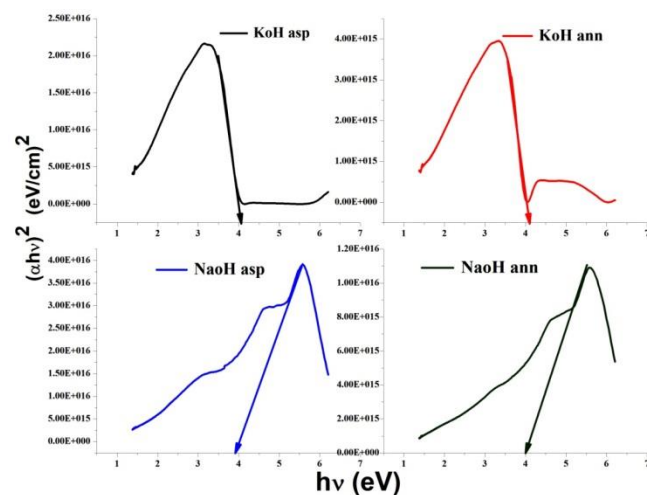 (αhν)² (eV/cm)²
KoH asp
2.50E+016
2.00E+016
1.50E+016
1.00E+016
5.00E+015
0.00E+000
1 2 3 4 5 6 7
KoH ann
4.00E+015
3.00E+015
2.00E+015
1.00E+015
0.00E+000
1 2 3 4 5 6 7
NaoH asp
4.00E+016
3.50E+016
3.00E+016
2.50E+016
2.00E+016
1.50E+016
1.00E+016
5.00E+015
0.00E+000
1 2 3 4 5 6 7
NaoH ann
1.20E+016
1.00E+016
8.00E+015
6.00E+015
4.00E+015
2.00E+015
0.00E+000
1 2 3 4 5 6 7
hν (eV)